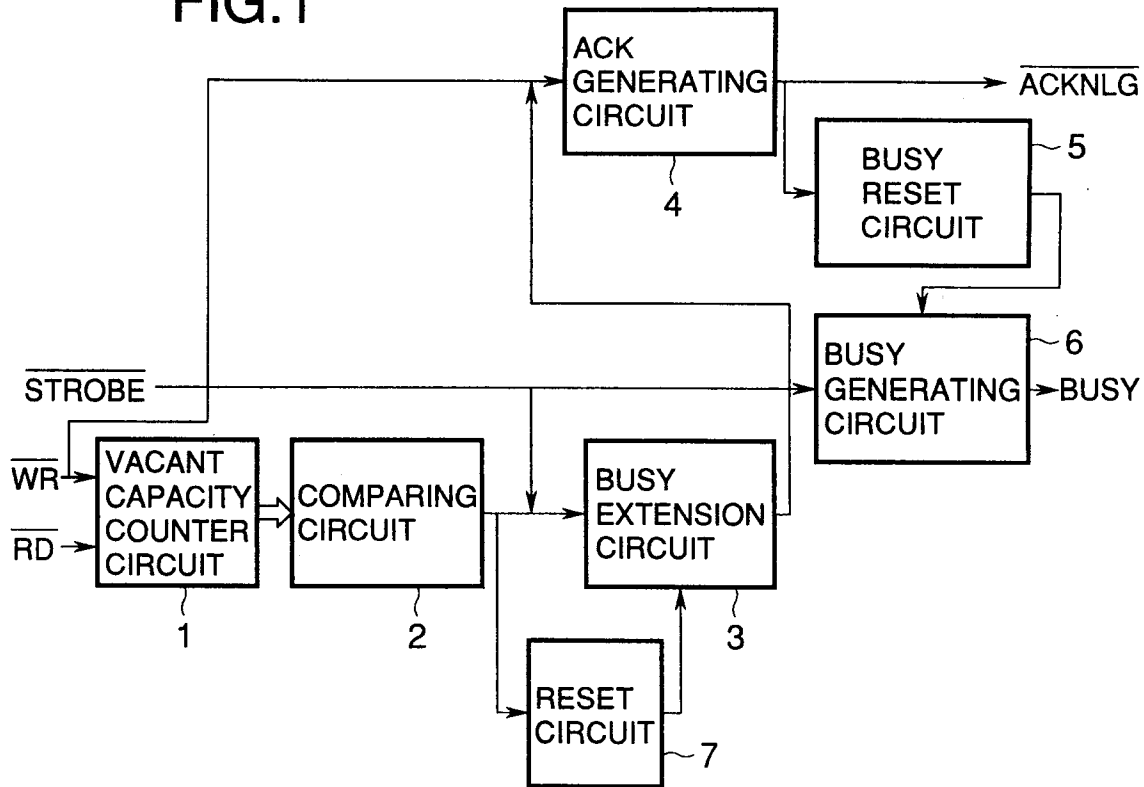 FIG.1
ACK
GENERATING
CIRCUIT
4
ACKNLG
BUSY
RESET
CIRCUIT
5
BUSY
GENERATING
CIRCUIT
6
BUSY
STROBE
WR
RD
VACANT
CAPACITY
COUNTER
CIRCUIT
1
COMPARING
CIRCUIT
2
BUSY
EXTENSION
CIRCUIT
3
RESET
CIRCUIT
7